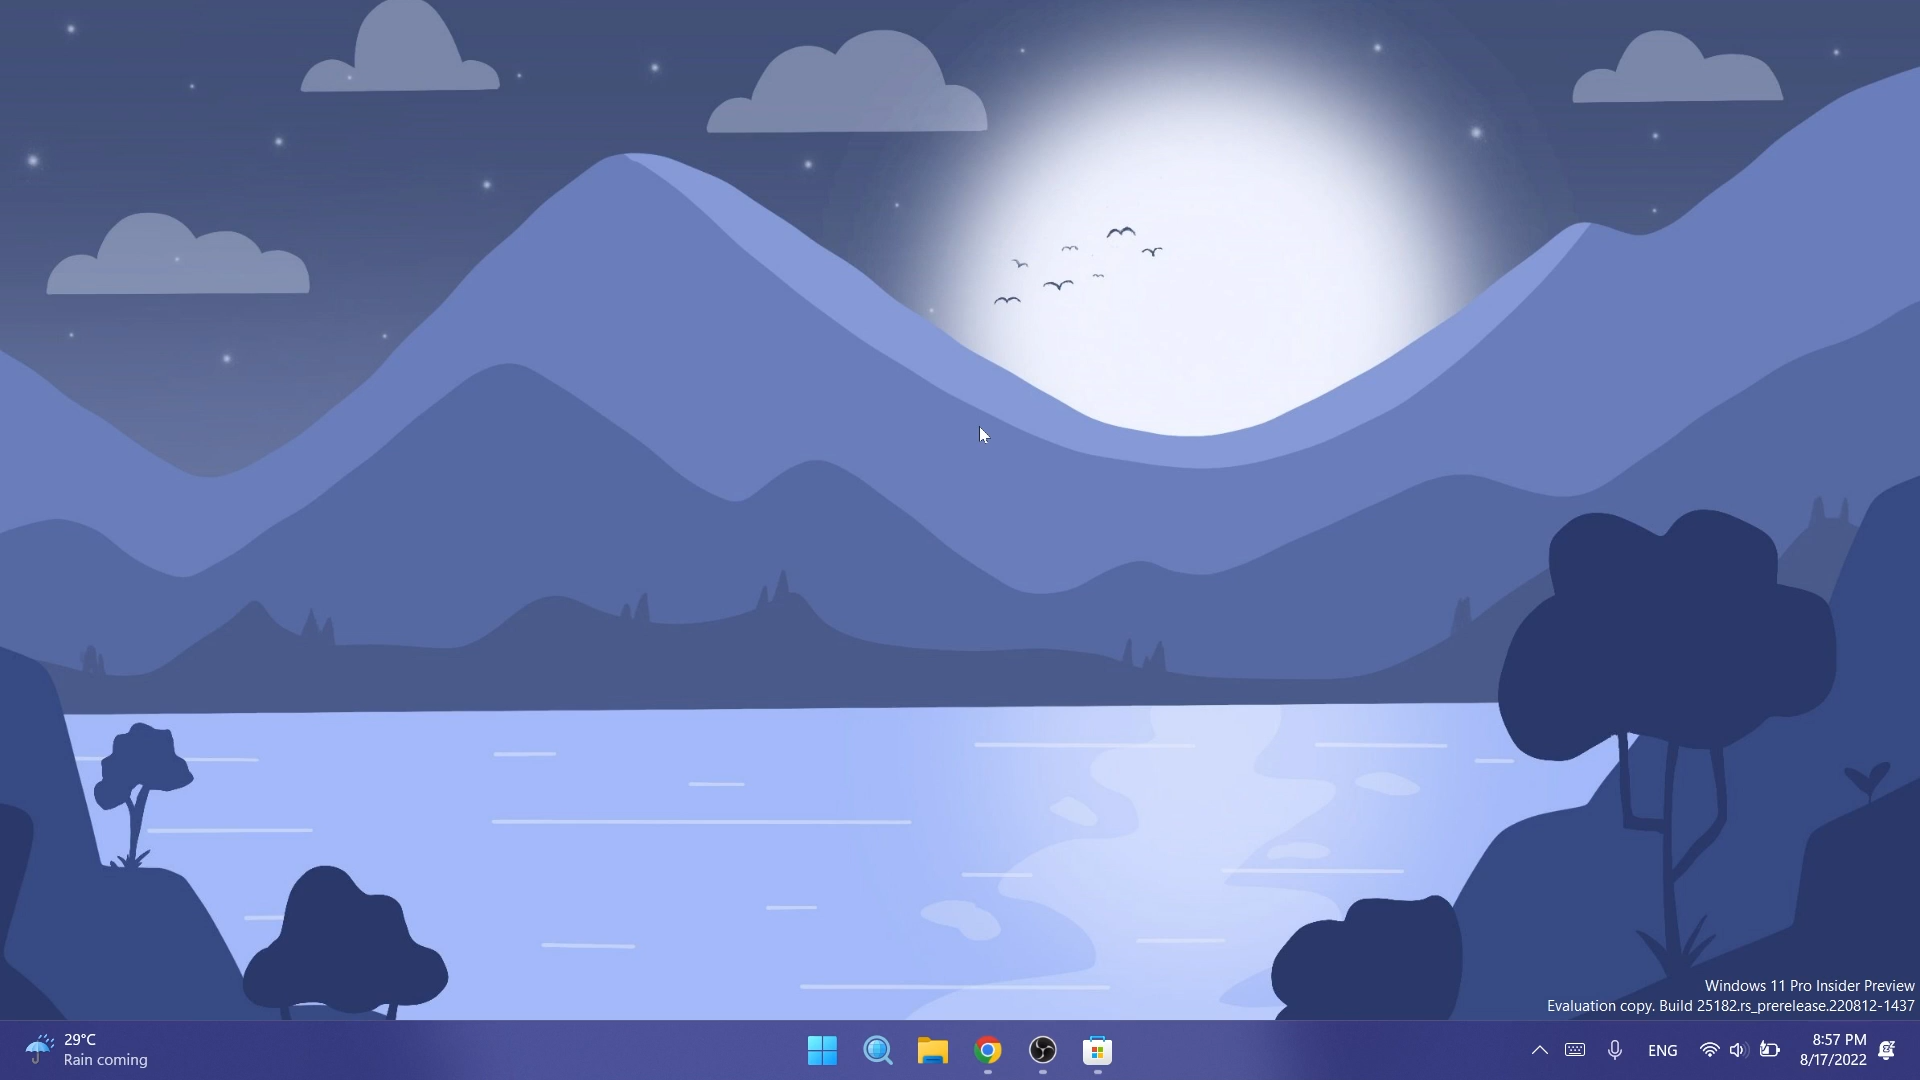 Windows 11 Pro Insider Preview
Evaluation copy. Build 25182.rs_prerelease.220812-1437
29°C
Rain coming
ENG
8:57 PM
8/17/2022